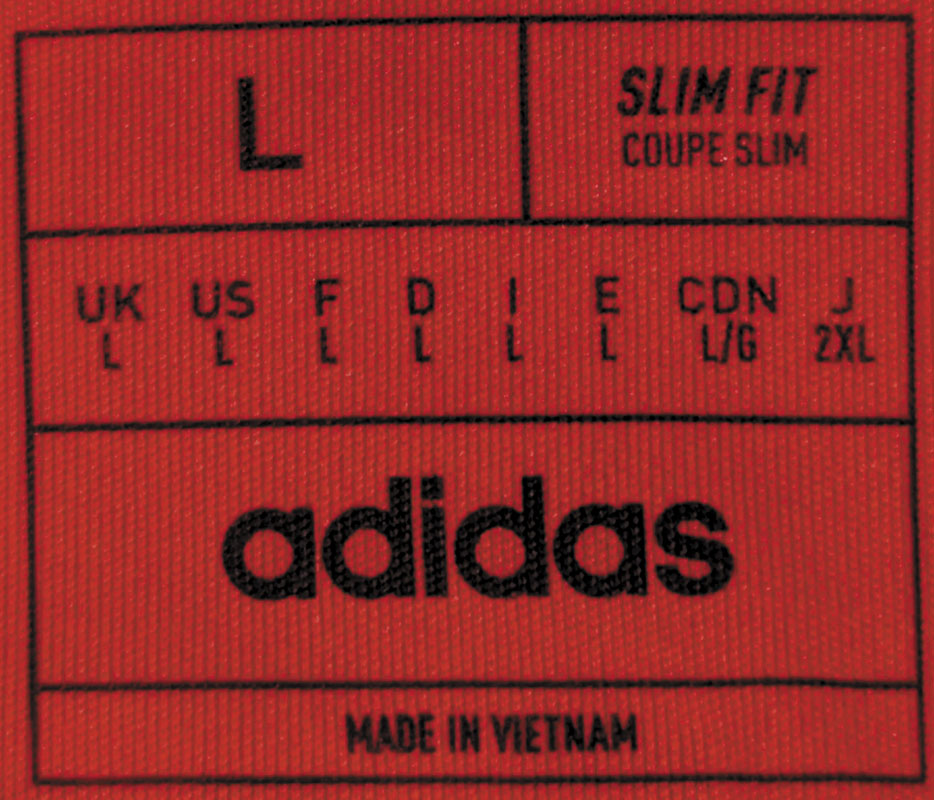 L
SLIM FIT
COUPE SLIM
UK US F D I E CDN J
L L L L L L L/G 2XL
adidas
MADE IN VIETNAM